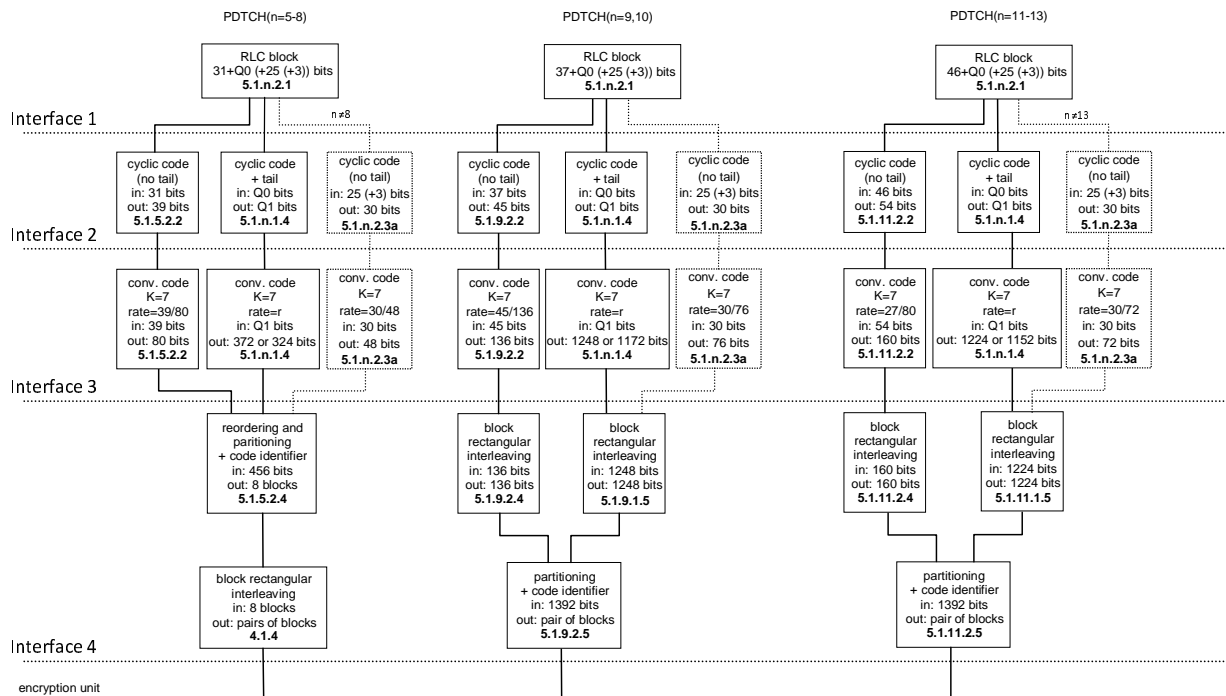 PDTCH(n=5-8)
PDTCH(n=9,10)
PDTCH(n=11-13)
RLC block
31+Q0 (+25 (+3)) bits
5.1.n.2.1
RLC block
37+Q0 (+25 (+3)) bits
5.1.n.2.1
RLC block
46+Q0 (+25 (+3)) bits
5.1.n.2.1
Interface 1
n≠8
n≠13
cyclic code
(no tail)
in: 31 bits
out: 39 bits
5.1.5.2.2
cyclic code
+ tail
in: Q0 bits
out: Q1 bits
5.1.n.1.4
cyclic code
(no tail)
in: 25 (+3) bits
out: 30 bits
5.1.n.2.3a
cyclic code
(no tail)
in: 37 bits
out: 45 bits
5.1.9.2.2
cyclic code
+ tail
in: Q0 bits
out: Q1 bits
5.1.n.1.4
cyclic code
(no tail)
in: 25 (+3) bits
out: 30 bits
5.1.n.2.3a
cyclic code
(no tail)
in: 46 bits
out: 54 bits
5.1.11.2.2
cyclic code
+ tail
in: Q0 bits
out: Q1 bits
5.1.n.1.4
cyclic code
(no tail)
in: 25 (+3) bits
out: 30 bits
5.1.n.2.3a
Interface 2
conv. code
K=7
rate=39/80
in: 39 bits
out: 80 bits
5.1.5.2.2
conv. code
K=7
rate=r
in: Q1 bits
out: 372 or 324 bits
5.1.n.1.4
conv. code
K=7
rate=30/48
in: 30 bits
out: 48 bits
5.1.n.2.3a
conv. code
K=7
rate=45/136
in: 45 bits
out: 136 bits
5.1.9.2.2
conv. code
K=7
rate=r
in: Q1 bits
out: 1248 or 1172 bits
5.1.n.1.4
conv. code
K=7
rate=30/76
in: 30 bits
out: 76 bits
5.1.n.2.3a
conv. code
K=7
rate=27/80
in: 54 bits
out: 160 bits
5.1.11.2.2
conv. code
K=7
rate=r
in: Q1 bits
out: 1224 or 1152 bits
5.1.n.1.4
conv. code
K=7
rate=30/72
in: 30 bits
out: 72 bits
5.1.n.2.3a
Interface 3
reordering and
paritioning
+ code identifier
in: 456 bits
out: 8 blocks
5.1.5.2.4
block
rectangular
interleaving
in: 136 bits
out: 136 bits
5.1.9.2.4
block
rectangular
interleaving
in: 1248 bits
out: 1248 bits
5.1.9.1.5
block
rectangular
interleaving
in: 160 bits
out: 160 bits
5.1.11.2.4
block
rectangular
interleaving
in: 1224 bits
out: 1224 bits
5.1.11.1.5
block rectangular
interleaving
in: 8 blocks
out: pairs of blocks
4.1.4
partitioning
+ code identifier
in: 1392 bits
out: pair of blocks
5.1.9.2.5
partitioning
+ code identifier
in: 1392 bits
out: pair of blocks
5.1.11.2.5
Interface 4
encryption unit